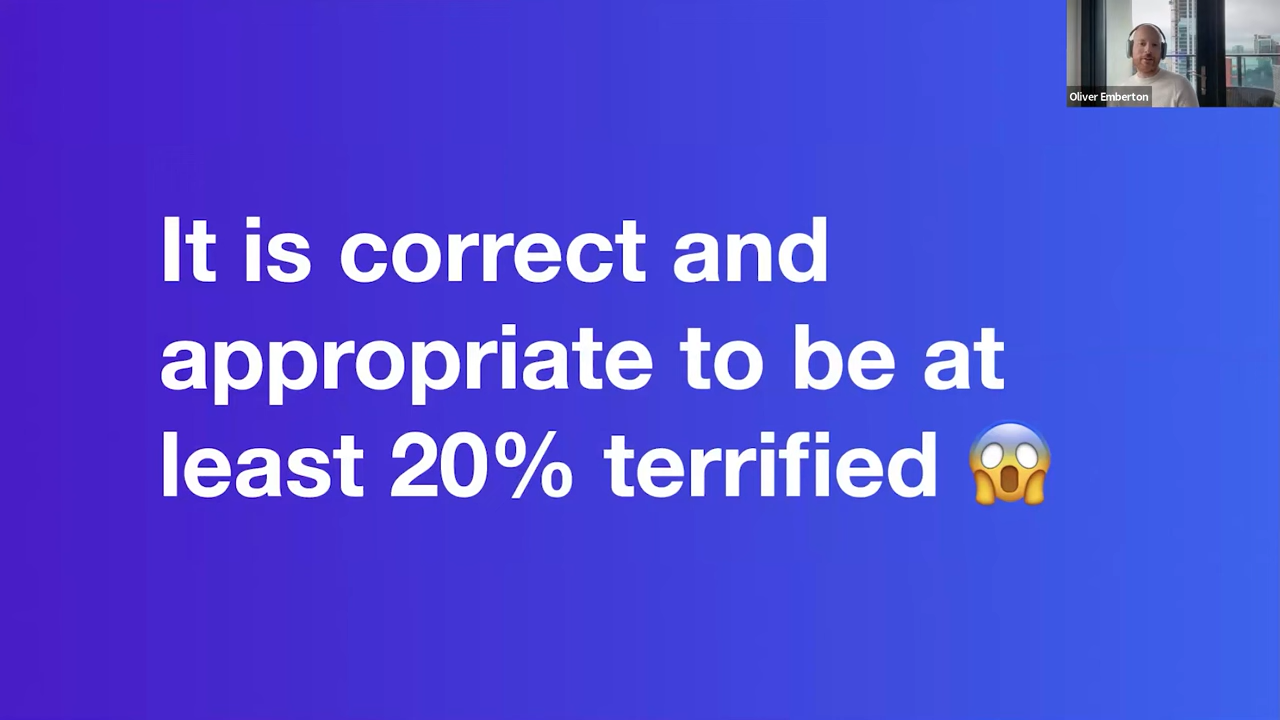 Oliver Emberton
It is correct and
appropriate to be at
least 20% terrified 😱